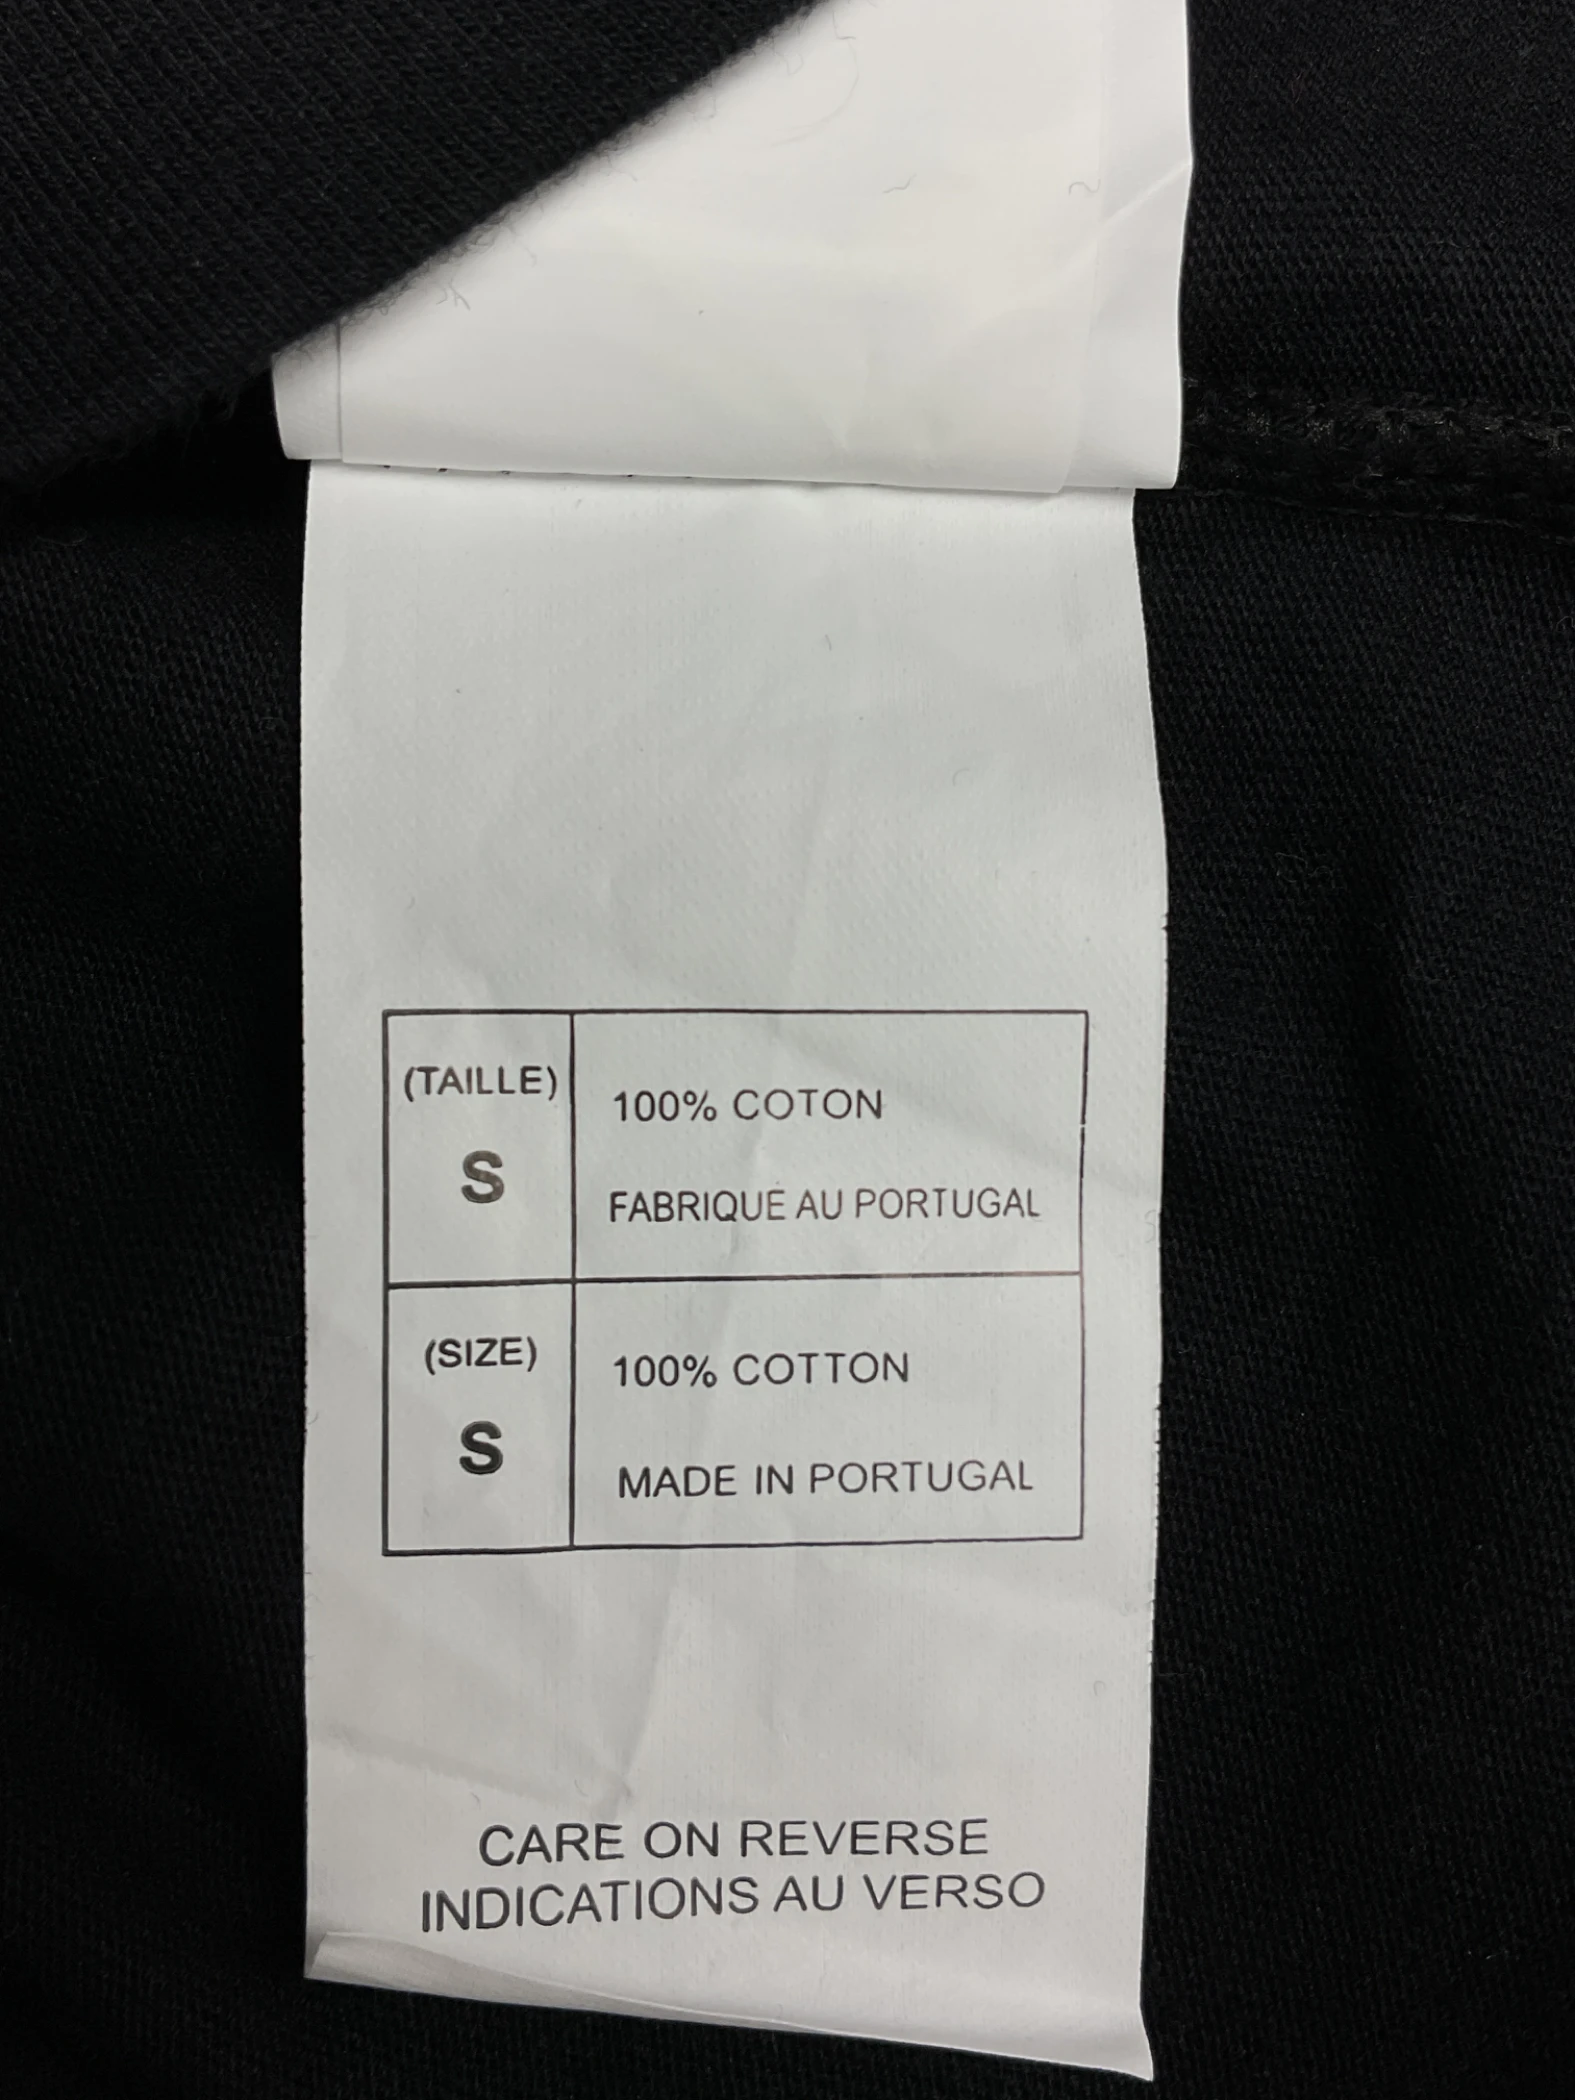 (TAILLE)
S
100% COTON
FABRIQUE AU PORTUGAL
(SIZE)
S
100% COTTON
MADE IN PORTUGAL
CARE ON REVERSE
INDICATIONS AU VERSO